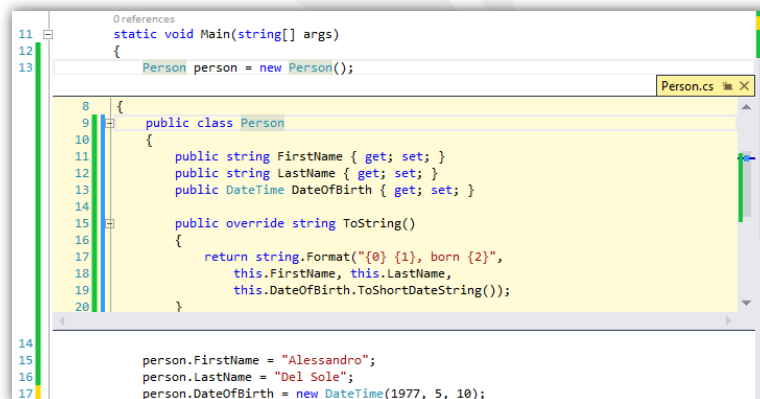 0 references
11 static void Main(string[] args)
12 {
13 Person person = new Person();
Person.cs
8 {
9 public class Person
10 {
11 public string FirstName { get; set; }
12 public string LastName { get; set; }
13 public DateTime DateOfBirth { get; set; }
14
15 public override string ToString()
16 {
17 return string.Format("{0} {1}, born {2}",
18 this.FirstName, this.LastName,
19 this.DateOfBirth.ToShortDateString());
20 }
14
15 person.FirstName = "Alessandro";
16 person.LastName = "Del Sole";
17 person.DateOfBirth = new DateTime(1977, 5, 10);